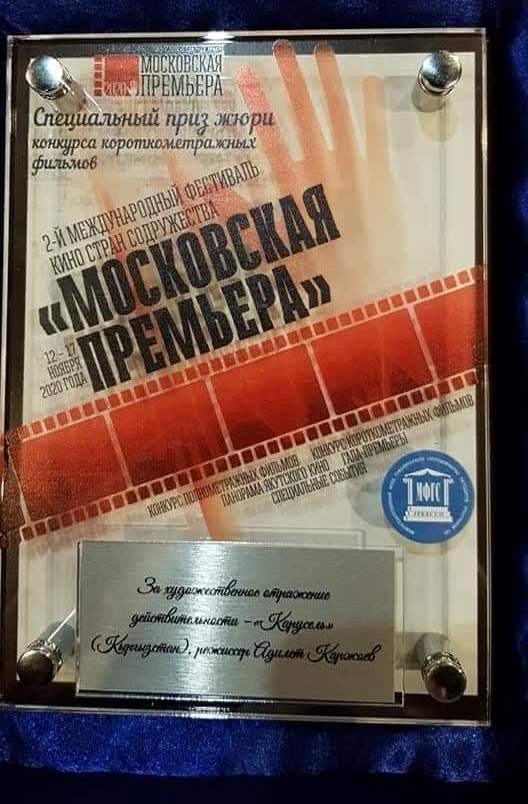 2020
МОСКОВСКАЯ
ПРЕМЬЕРА
Специальный приз жюри
конкурса короткометражных
фильмов
2-Й МЕЖДУНАРОДНЫЙ ФЕСТИВАЛЬ
КИНО СТРАН СОДРУЖЕСТВА
«МОСКОВСКАЯ
ПРЕМЬЕРА»
12 – 17
НОЯБРЯ
2020 ГОДА
КОНКУРС ПОЛНОМЕТРАЖНЫХ ФИЛЬМОВ КОНКУРС КОРОТКОМЕТРАЖНЫХ ФИЛЬМОВ
ПАНОРАМА ЯКУТСКОГО КИНО ГАЛА-ПРЕМЬЕРЫ
СПЕЦИАЛЬНЫЕ СОБЫТИЯ
МФГС
За художественное отражение
действительности – «Карусель»
(Кыргызстан), режиссер Адилет Каржоев